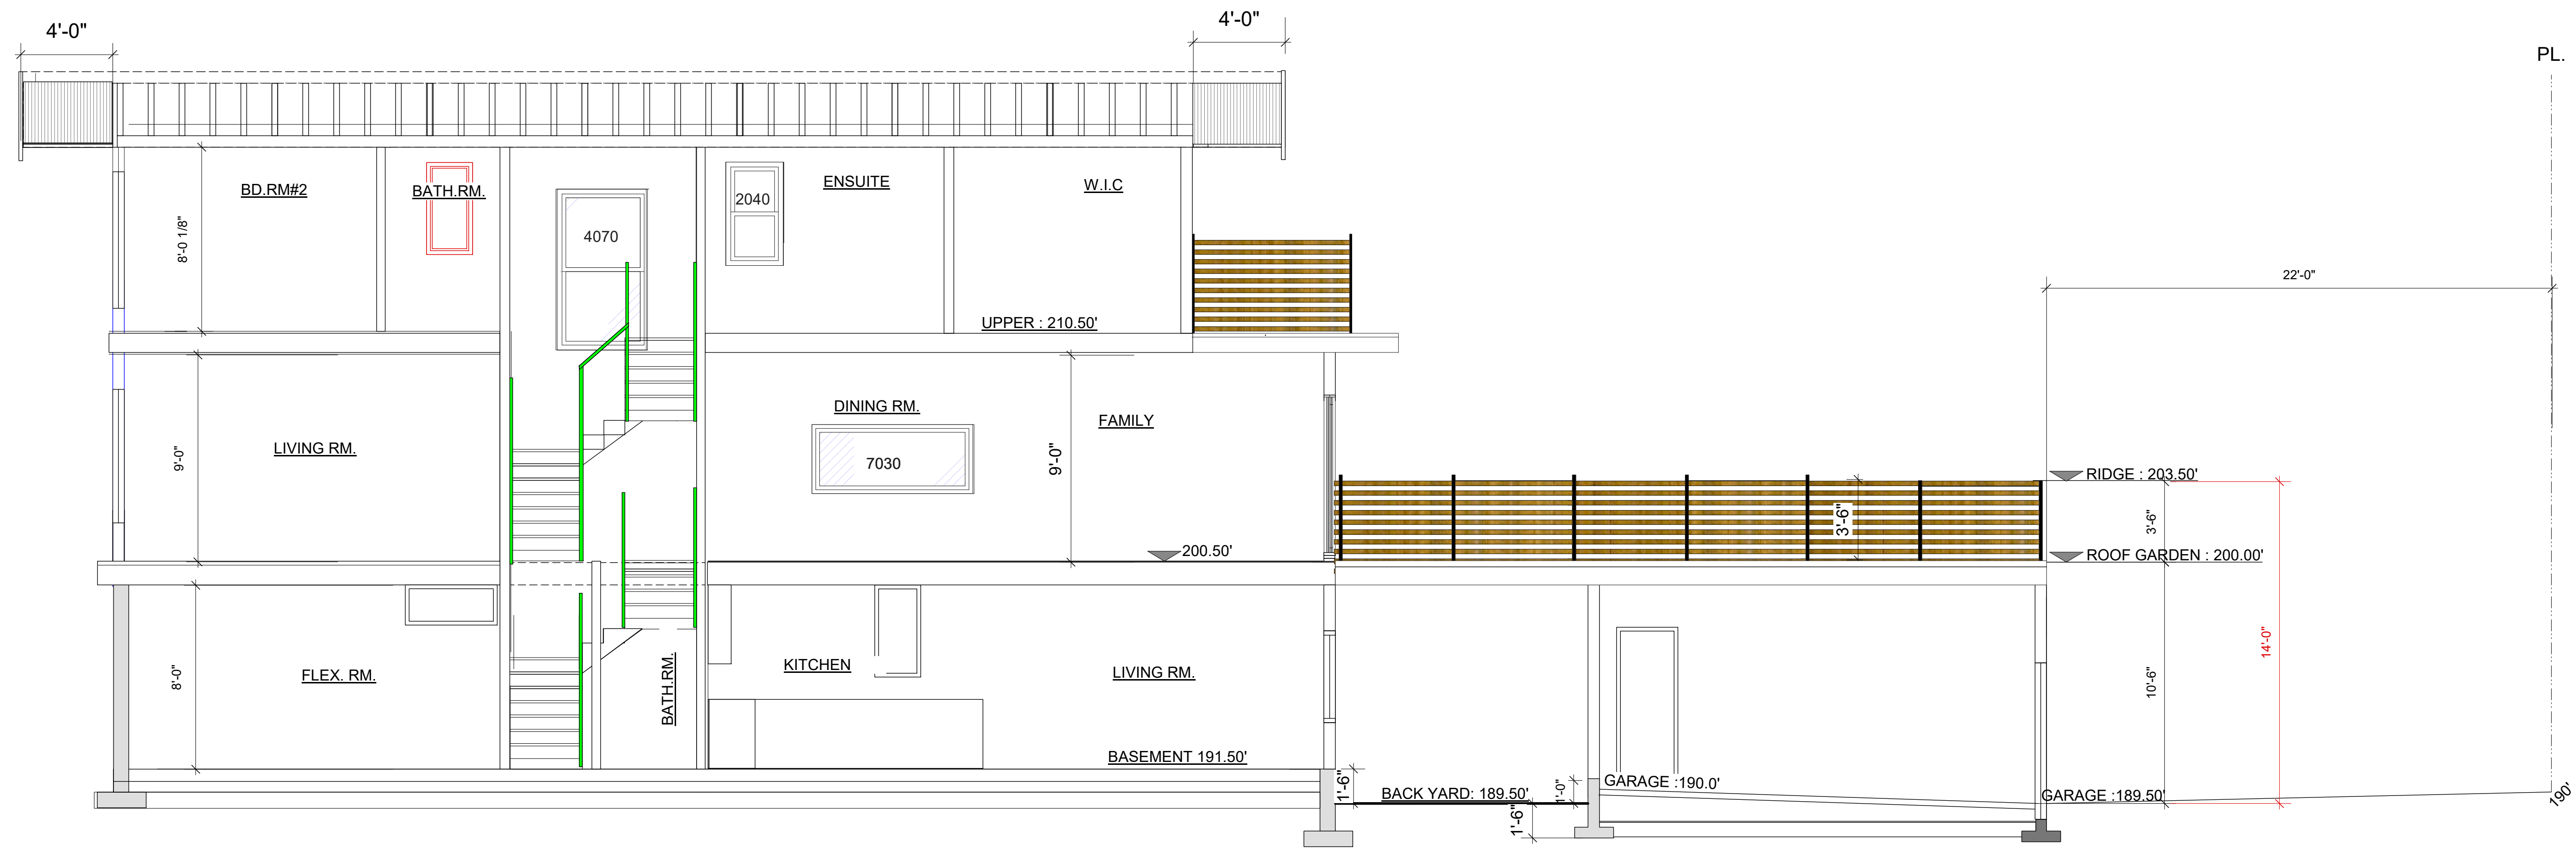 4'-0"
4'-0"
PL.
BD.RM#2
BATH.RM.
2040
ENSUITE
W.I.C
8'-0 1/8"
4070
22'-0"
UPPER : 210.50'
DINING RM.
FAMILY
LIVING RM.
9'-0"
7030
9'-0"
RIDGE : 203.50'
3'-6"
3'-6"
200.50'
ROOF GARDEN : 200.00'
14'-0"
KITCHEN
LIVING RM.
FLEX. RM.
8'-0"
BATH.RM.
10'-6"
BASEMENT 191.50'
1'-6"
BACK YARD: 189.50'
1'-0"
GARAGE :190.0'
GARAGE :189.50'
190'
1'-6"